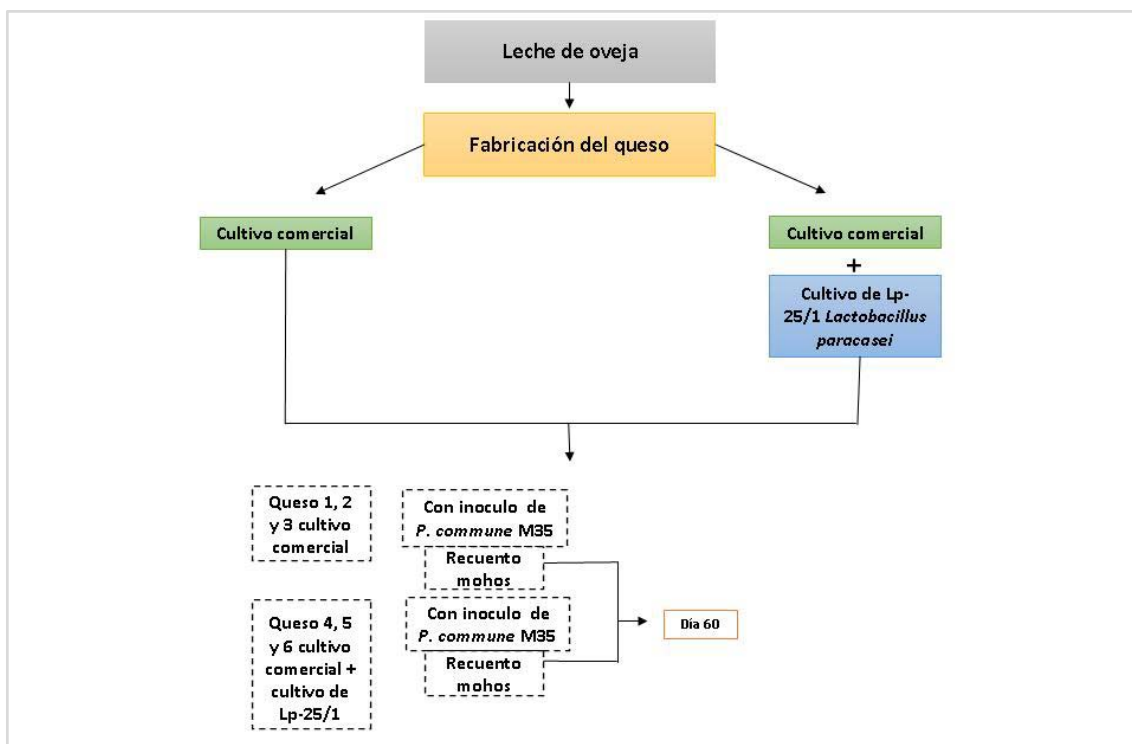 Leche de oveja
Fabricación del queso
Cultivo comercial
Cultivo comercial
+
Cultivo de Lp-
25/1 Lactobacillus
paracasei
Queso 1, 2
y 3 cultivo
comercial
Con inoculo de
P. commune M35
Recuento
mohos
Queso 4, 5
y 6 cultivo
comercial +
cultivo de
Lp-25/1
Con inoculo de
P. commune M35
Recuento
mohos
Día 60